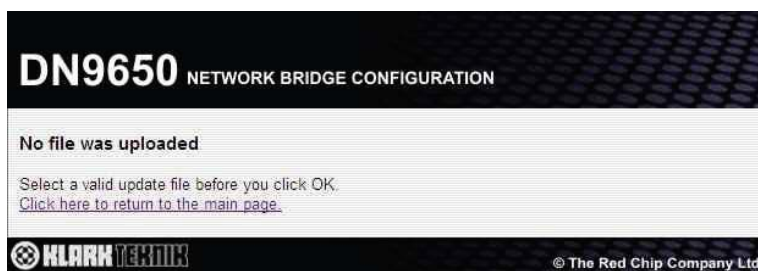 DN9650 NETWORK BRIDGE CONFIGURATION
No file was uploaded
Select a valid update file before you click OK.
Click here to return to the main page.
KLARK TEKNIK
© The Red Chip Company Ltd